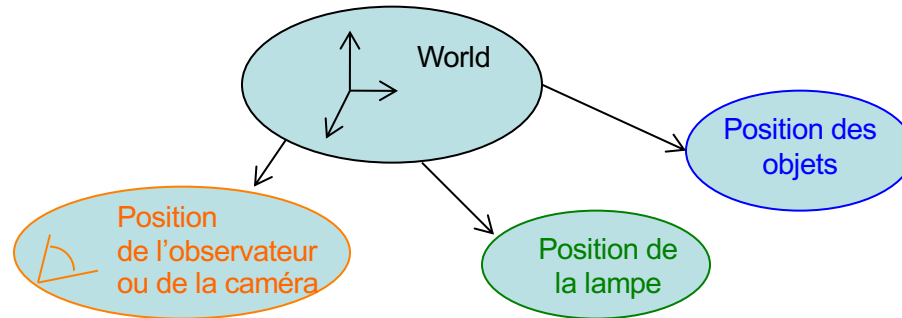 World
Position des
objets
Position
de l'observateur
ou de la caméra
Position de
la lampe